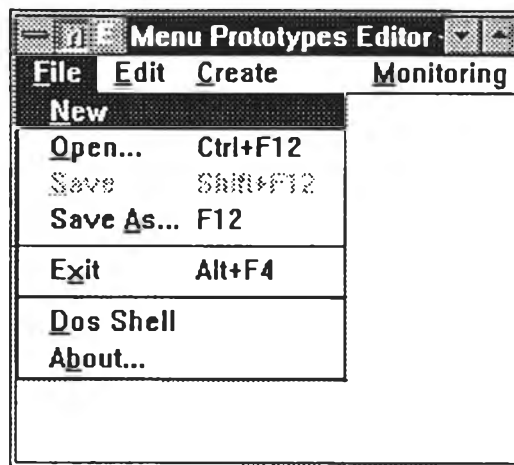 Menu Prototypes Editor
File Edit Create Monitoring
New
Open... Ctrl+F12
Save Shift+F12
Save As... F12
Exit Alt+F4
Dos Shell
About...